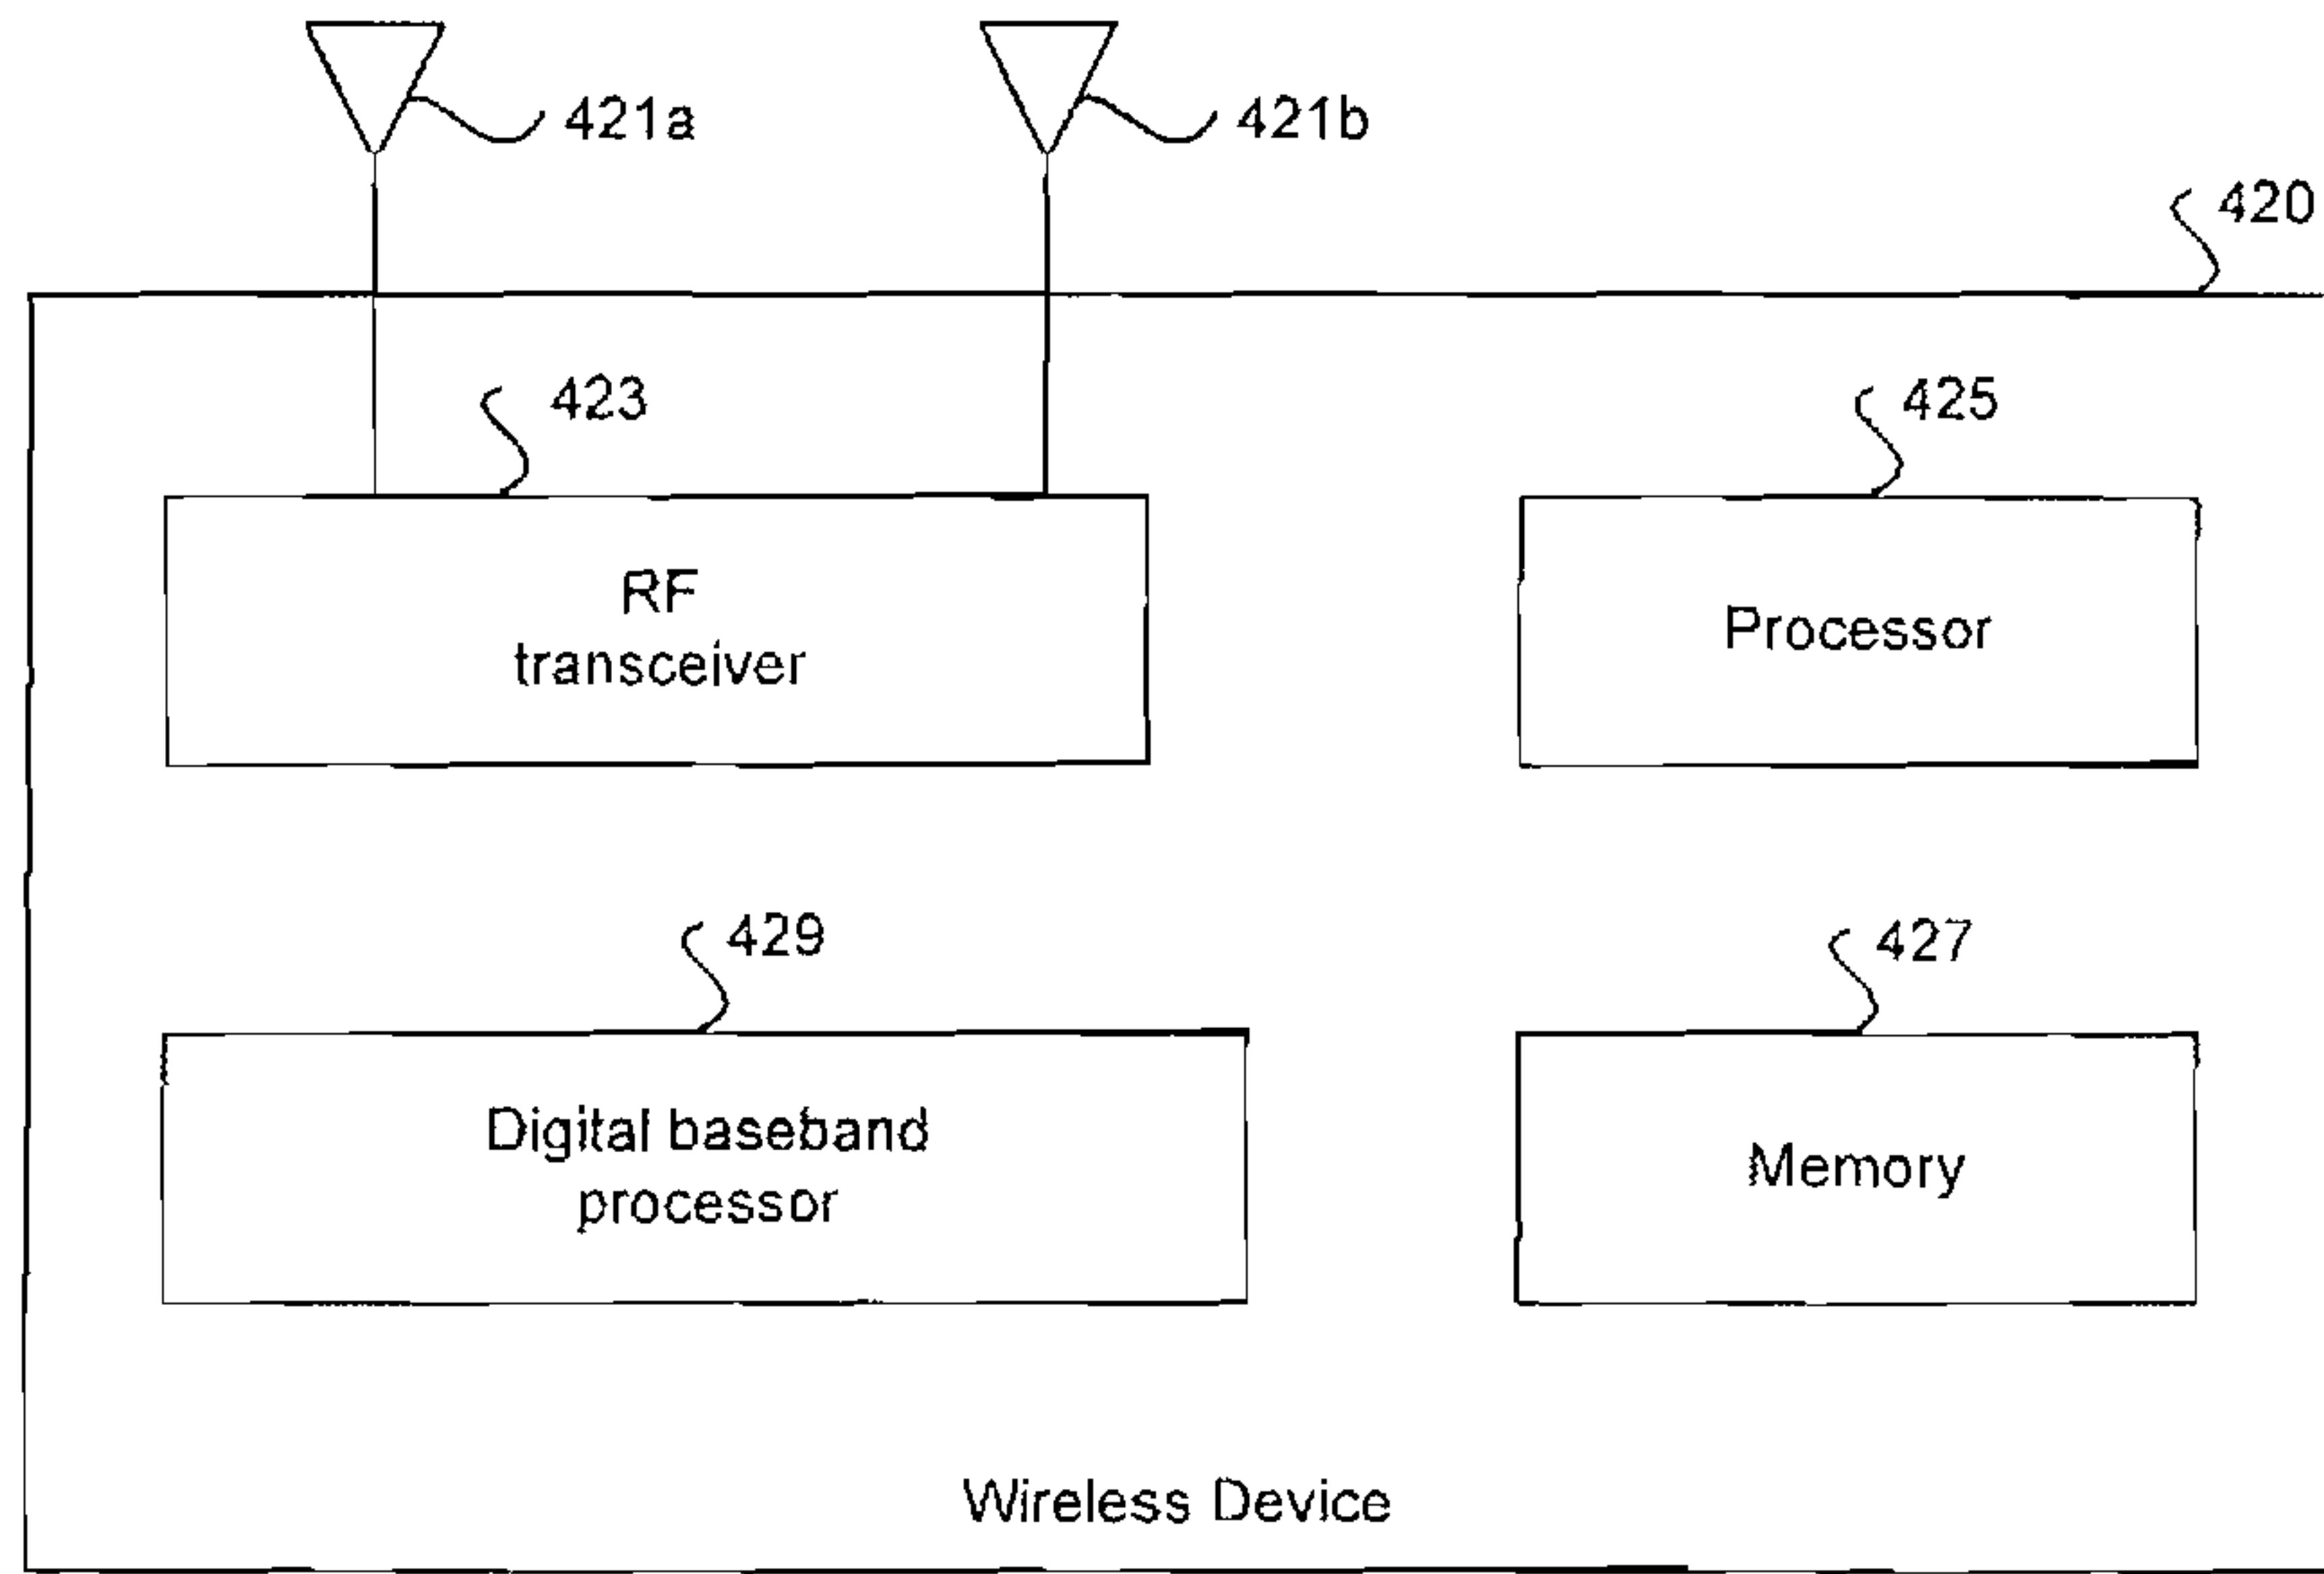 421a
421b
420
423
425
RF
transceiver
Processor
429
427
Digital baseband
processor
Memory
Wireless Device